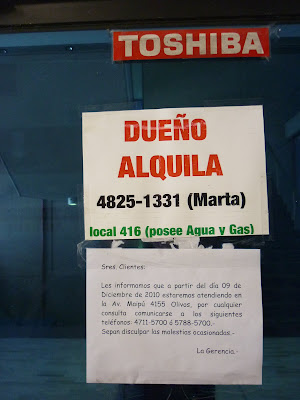 TOSHIBA
DUEÑO
ALQUILA
4825-1331 (Marta)
local 416 (posee Agua y Gas)
Sres. Clientes:
Les informamos que a partir del día 09 de
Diciembre de 2010 estaremos atendiendo en
la Av. Maipú 4155 Olivos, por cualquier
consulta comunicarse a los siguientes
teléfonos: 4711-5700 ó 5788-5700.-
Sepan disculpar las molestias ocasionadas.-
La Gerencia.-